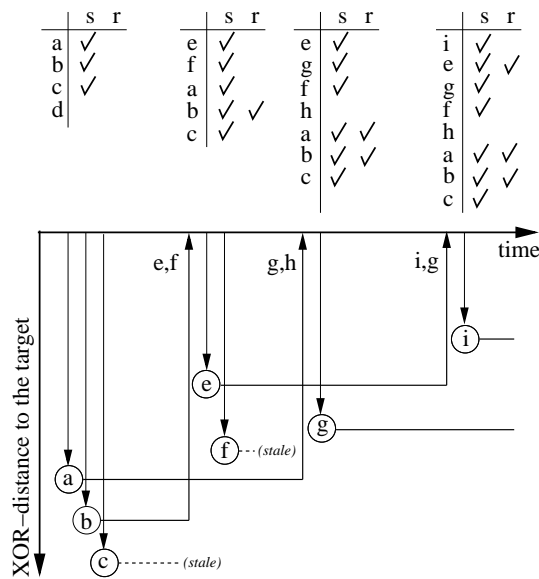 s r
a ✓
b ✓
c ✓
d
s r
e ✓
f ✓
a ✓
b ✓ ✓
c ✓
s r
e ✓
g ✓
f ✓
h
a ✓ ✓
b ✓ ✓
c ✓
s r
i ✓
e ✓ ✓
g ✓
f ✓
h
a ✓ ✓
b ✓ ✓
c ✓
time
e,f
g,h
i,g
i
e
g
f
(stale)
a
b
c
(stale)
XOR–distance to the target